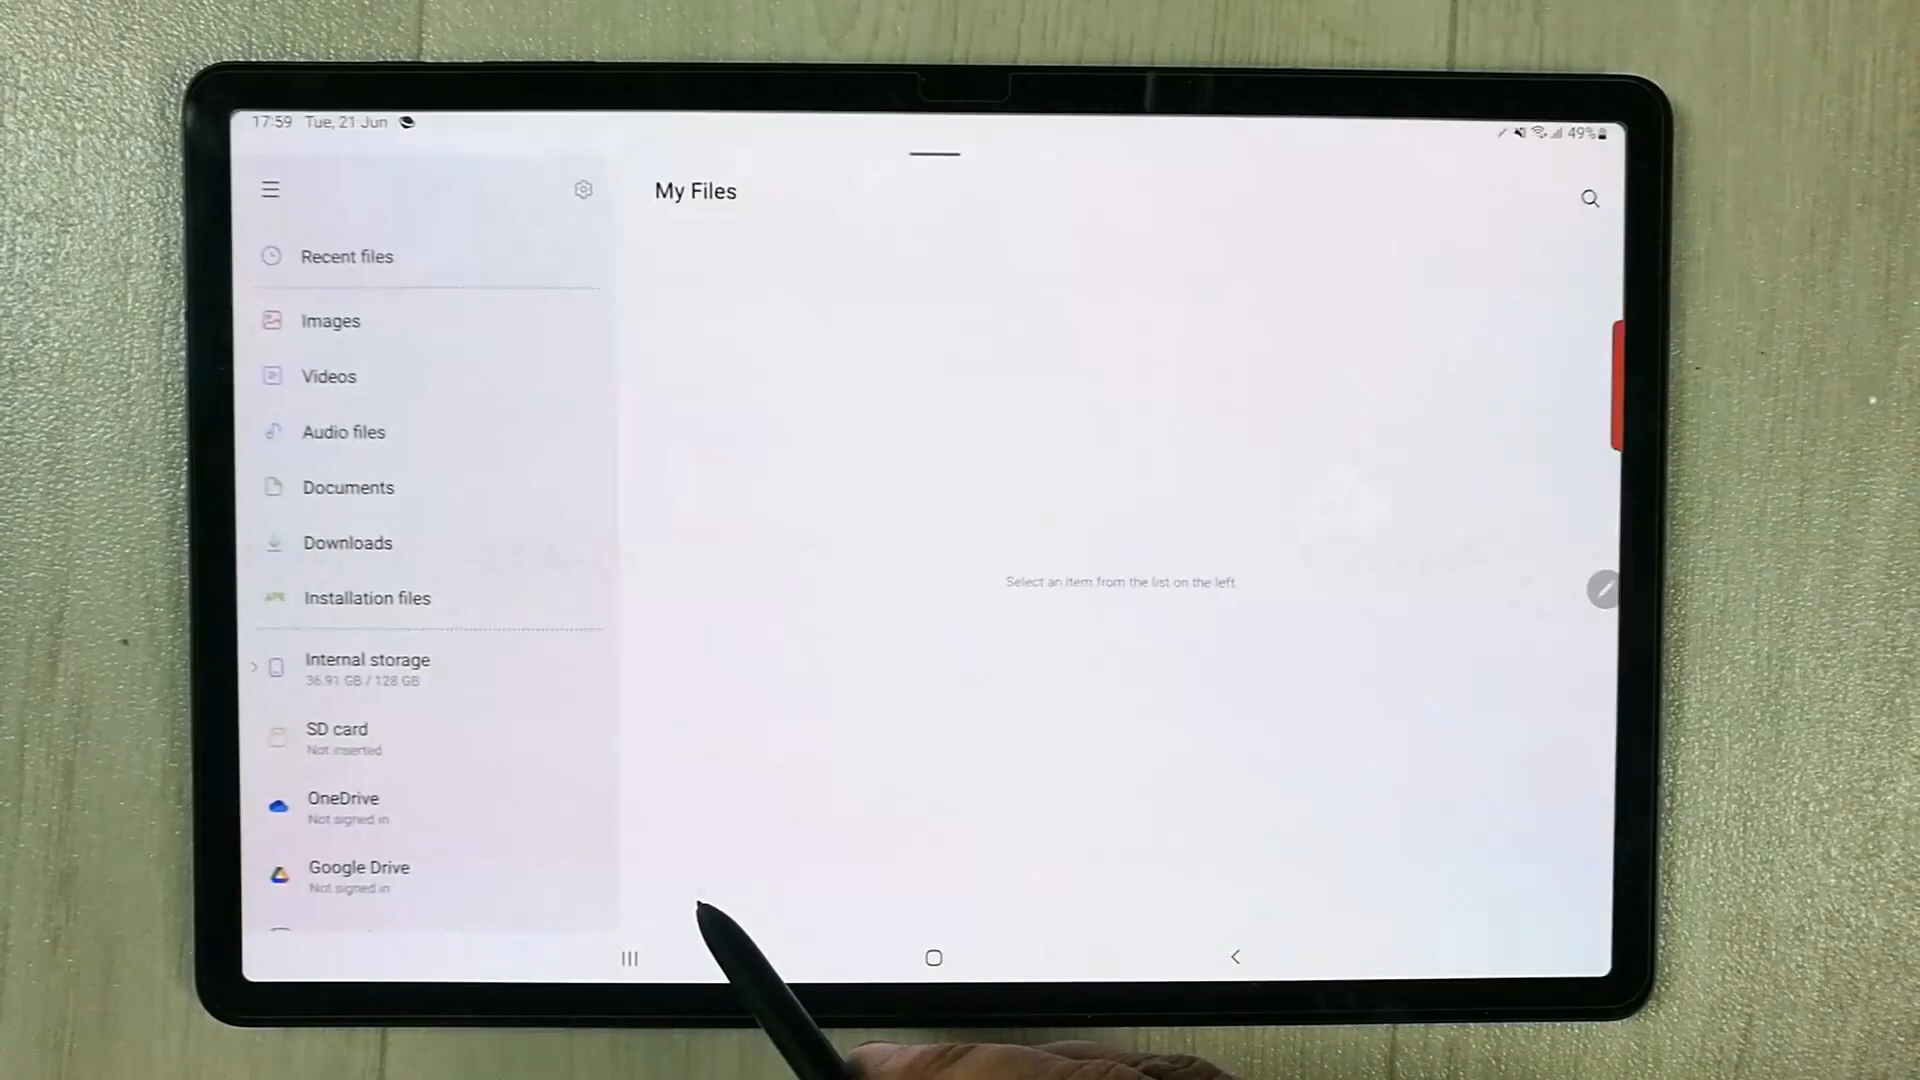 17:59 Tue, 21 Jun
49%
My Files
Recent files
Images
Videos
Audio files
Documents
Downloads
APK
Installation files
Internal storage
36.91 GB / 128 GB
SD card
Not inserted
OneDrive
Not signed in
Google Drive
Not signed in
Select an item from the list on the left.